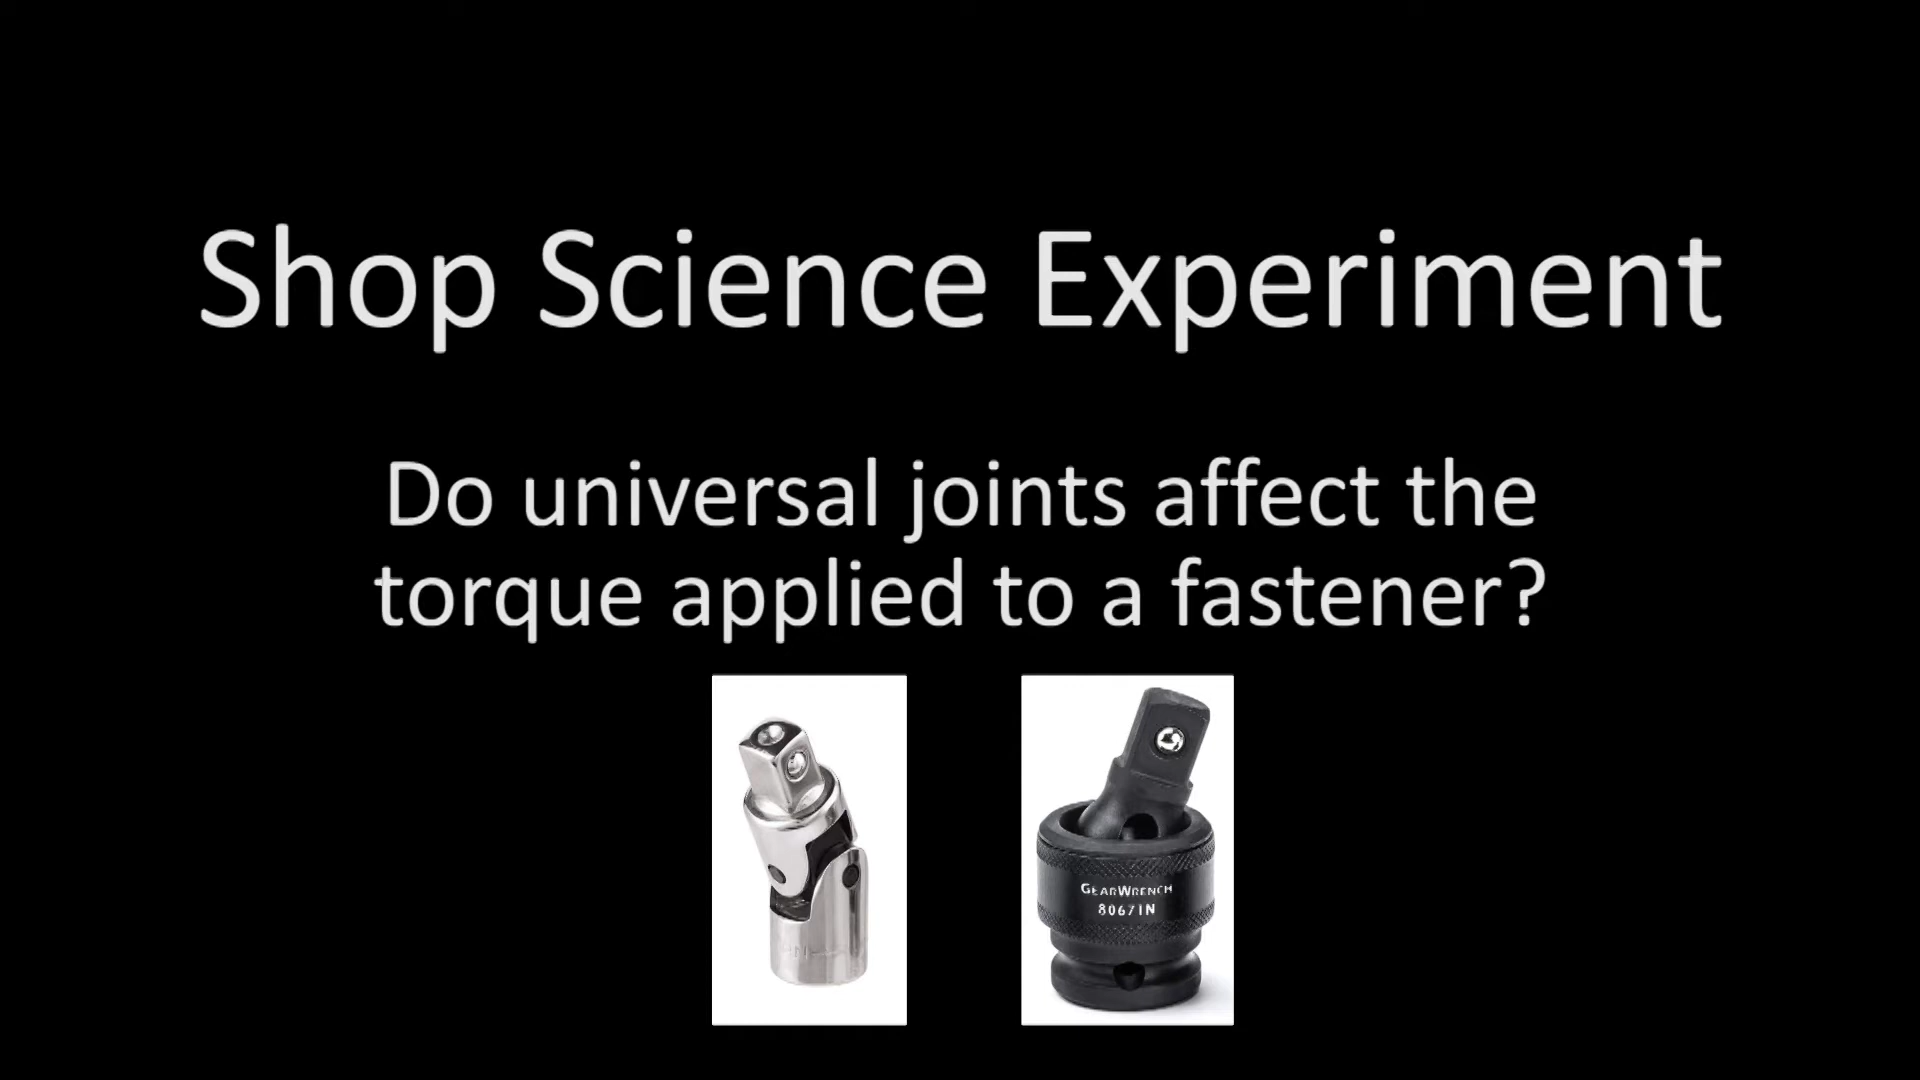 Shop Science Experiment
Do universal joints affect the
torque applied to a fastener?
GEARWRENCH
80671N